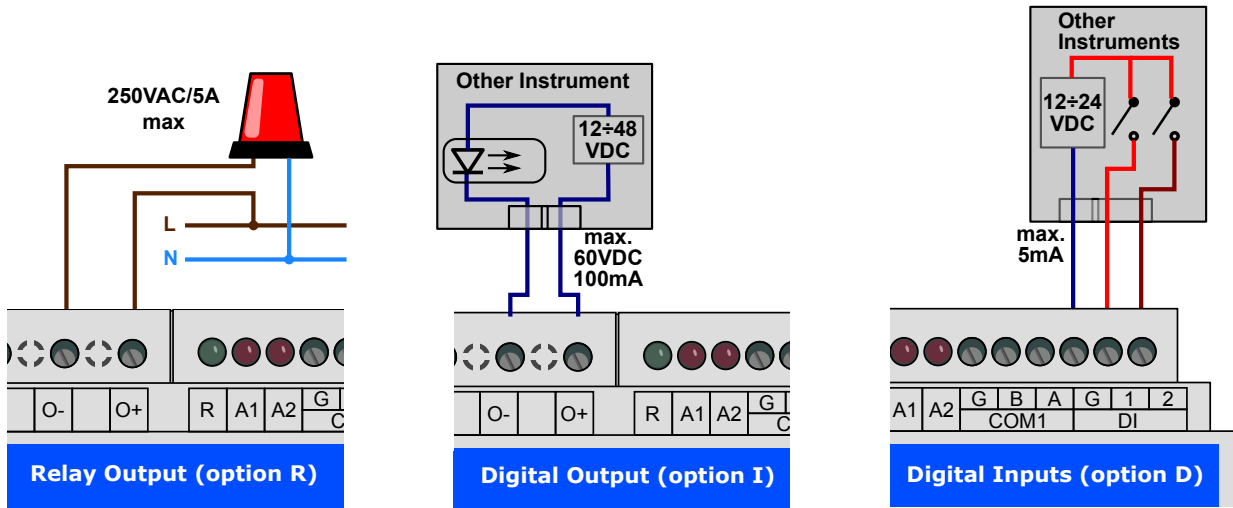 250VAC/5A
max
L
N
O-
O+
R
A1
A2
G
C
Relay Output (option R)
Other Instrument
12÷48
VDC
max.
60VDC
100mA
O-
O+
R
A1
A2
G
C
Digital Output (option I)
Other
Instruments
12÷24
VDC
max.
5mA
A1
A2
G
B
A
G
1
2
COM1
DI
Digital Inputs (option D)